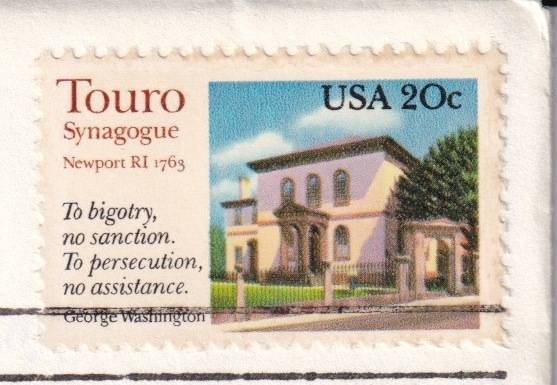 Touro
Synagogue
Newport RI 1763
To bigotry,
no sanction.
To persecution,
no assistance.
George Washington
USA 20c